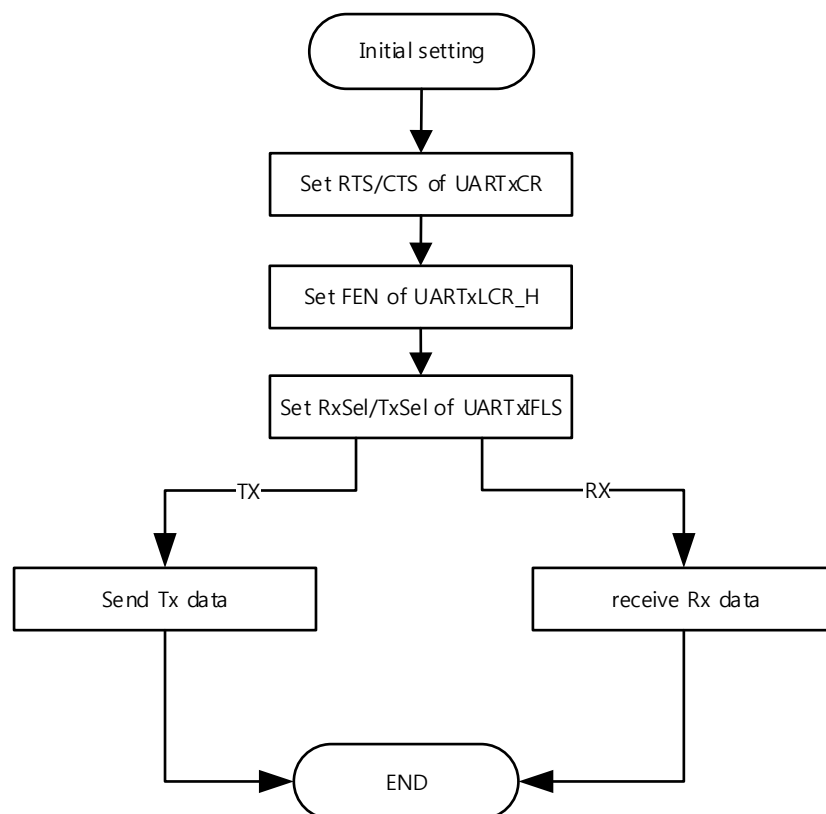 Initial setting
Set RTS/CTS of UARTxCR
Set FEN of UARTxLCR_H
Set RxSel/TxSel of UARTxIFLS
TX
RX
Send Tx data
receive Rx data
END